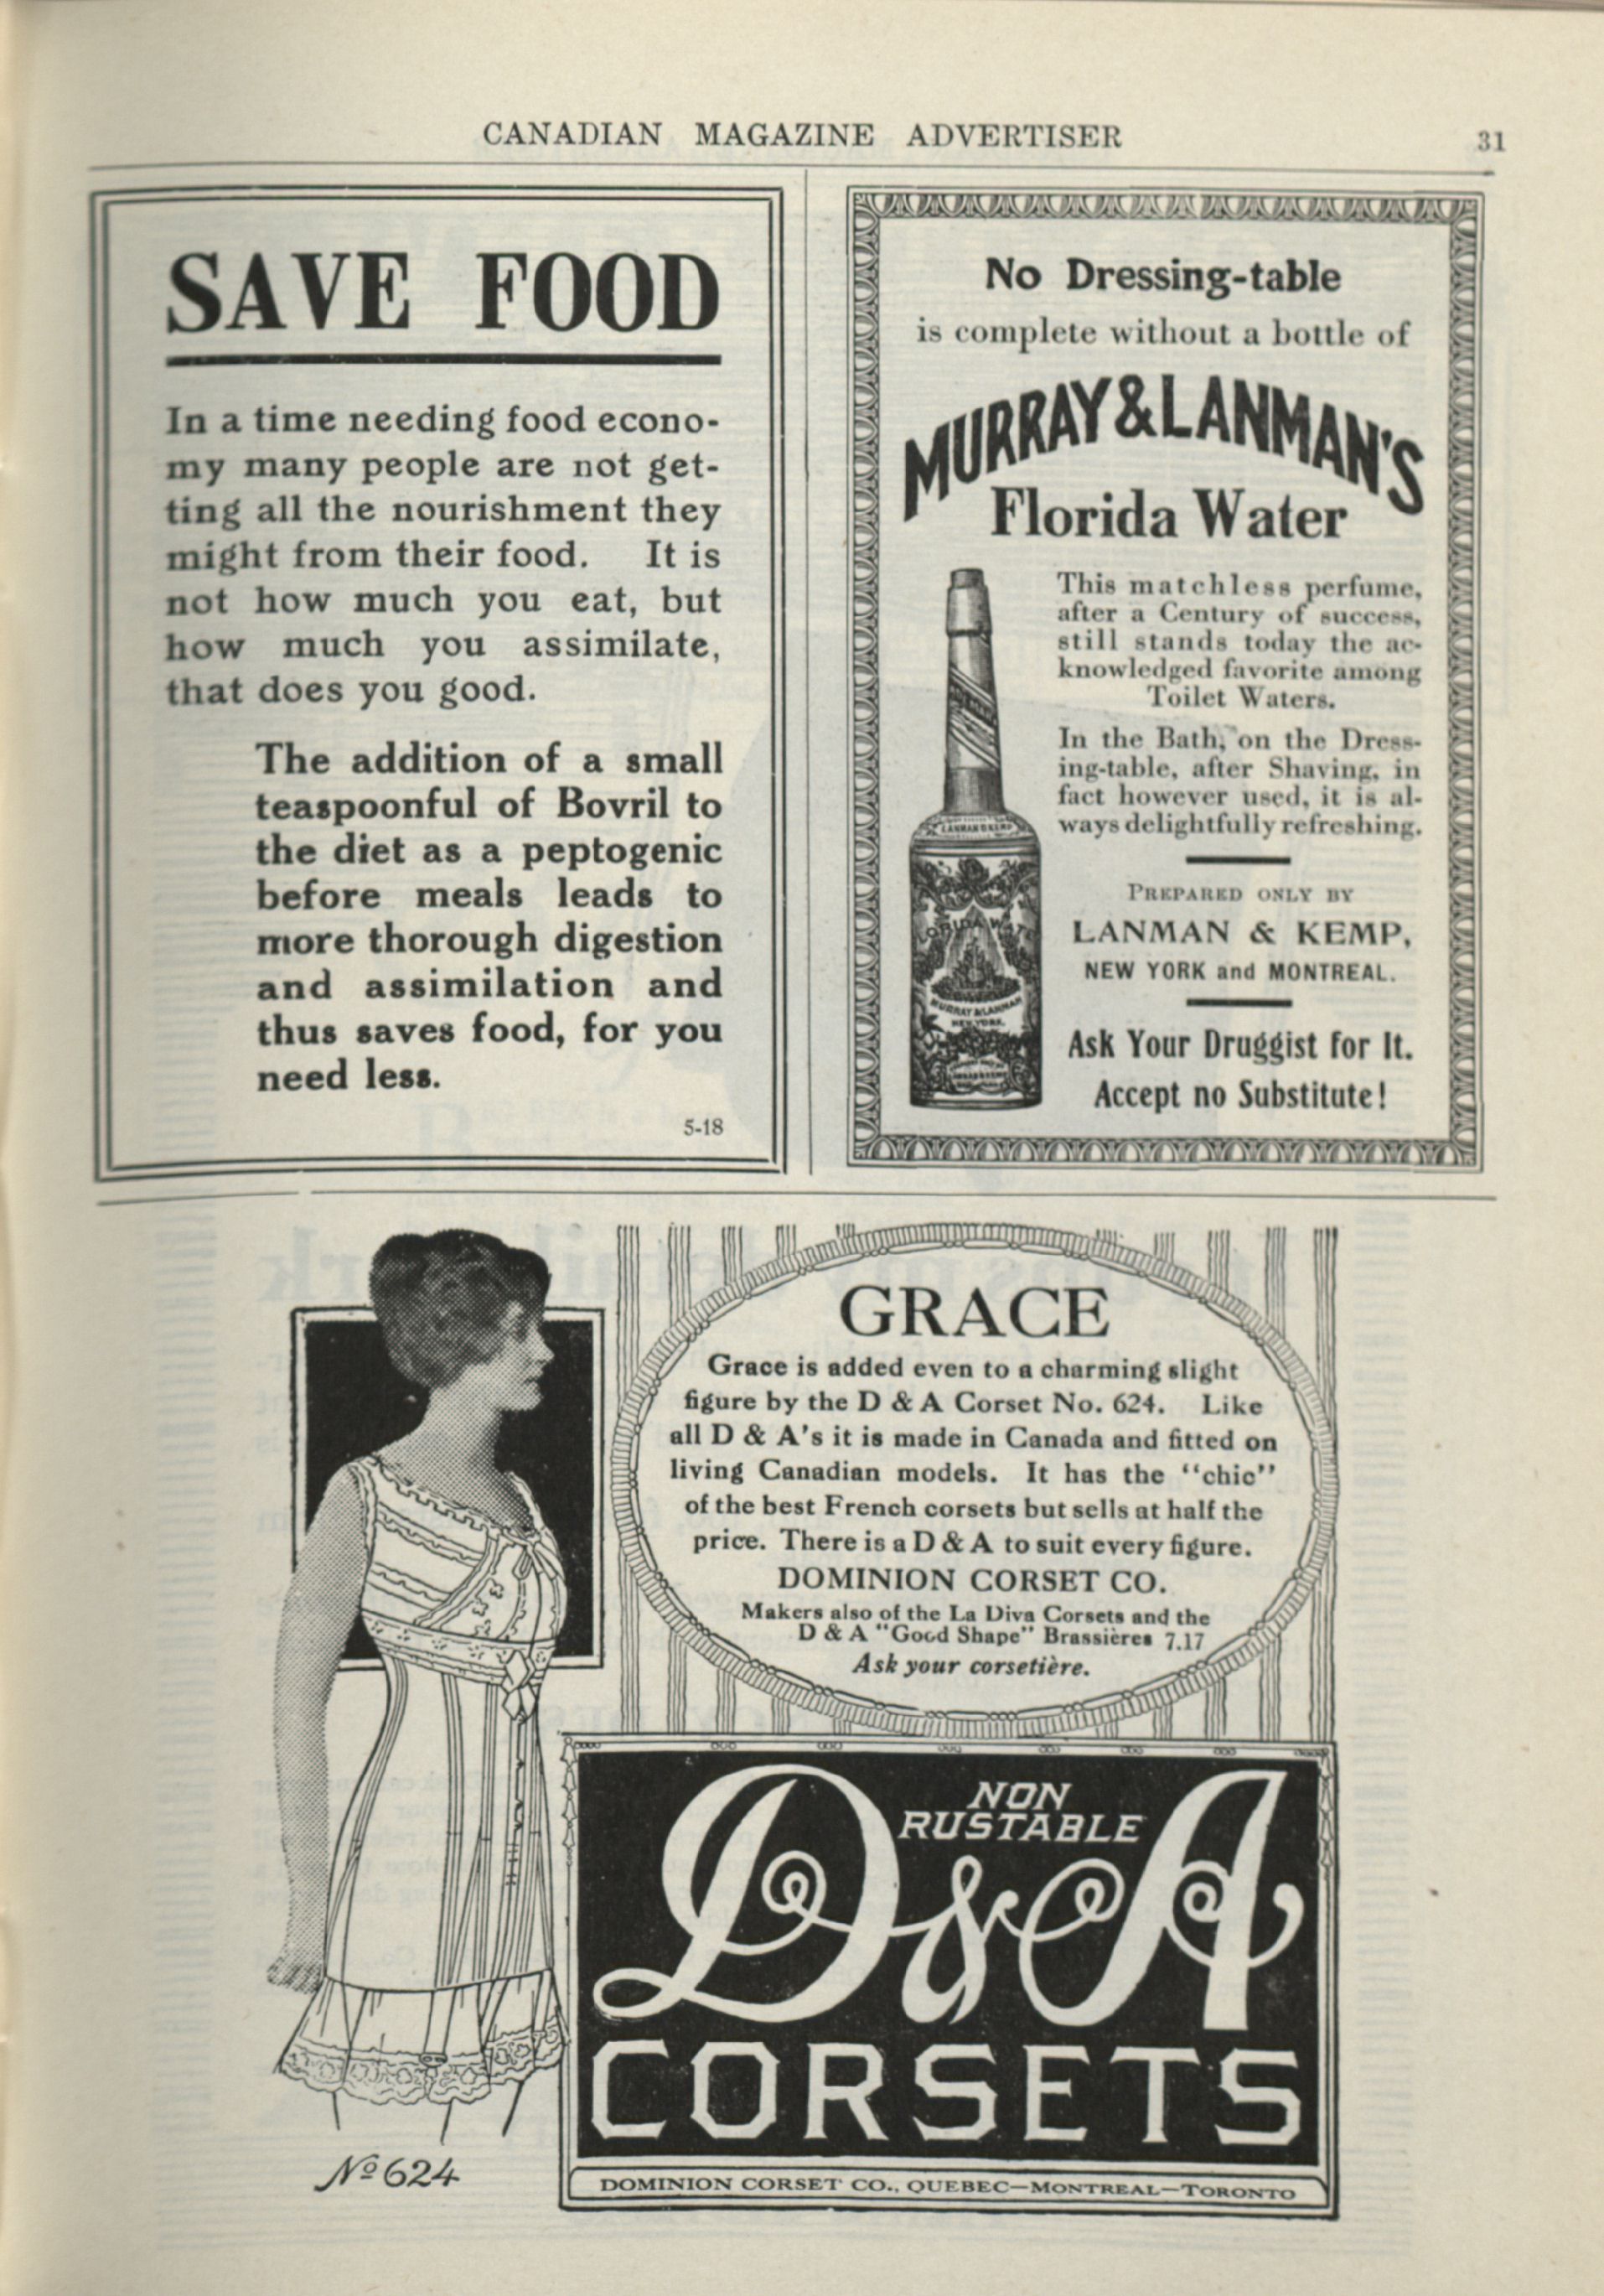 CANADIAN MAGAZINE ADVERTISER
31
SAVE FOOD
In a time needing food econo-
my many people are not get-
ting all the nourishment they
might from their food. It is
not how much you eat, but
how much you assimilate,
that does you good.
The addition of a small
teaspoonful of Bovril to
the diet as a peptogenic
before meals leads to
more thorough digestion
and assimilation and
thus saves food, for you
need less.
5-18
No Dressing-table
is complete without a bottle of
MURRAY & LANMAN'S
Florida Water
This matchless perfume,
after a Century of success,
still stands today the ac-
knowledged favorite among
Toilet Waters.
In the Bath, on the Dress-
ing-table, after Shaving, in
fact however used, it is al-
ways delightfully refreshing.
PREPARED ONLY BY
LANMAN & KEMP,
NEW YORK and MONTREAL.
Ask Your Druggist for It.
Accept no Substitute!
LANMAN & KEMP
FLORIDA WATER
MURRAY & LANMAN
NEW YORK.
GRACE
Grace is added even to a charming slight
figure by the D & A Corset No. 624. Like
all D & A's it is made in Canada and fitted on
living Canadian models. It has the "chic"
of the best French corsets but sells at half the
price. There is a D & A to suit every figure.
DOMINION CORSET CO.
Makers also of the La Diva Corsets and the
D & A "Good Shape" Brassières 7.17
Ask your corsetière.
NON
RUSTABLE
D & A
CORSETS
DOMINION CORSET CO., QUEBEC—MONTREAL—TORONTO
Nº 624